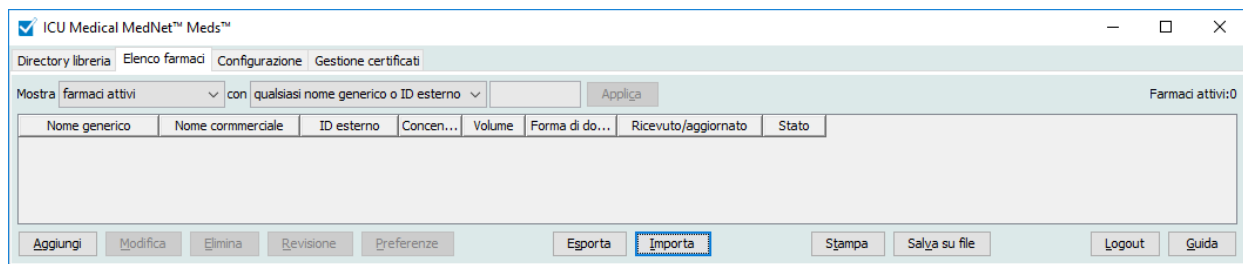 ICU Medical MedNet™ Meds™
Directory libreria Elenco farmaci Configurazione Gestione certificati
Mostra farmaci attivi con qualsiasi nome generico o ID esterno Applica Farmaci attivi:0
Nome generico Nome cormmerciale ID esterno Concen... Volume Forma di do... Ricevuto/aggiornato Stato
Aggiungi Modifica Elimina Revisione Preferenze Esporta Importa Stampa Salva su file Logout Guida